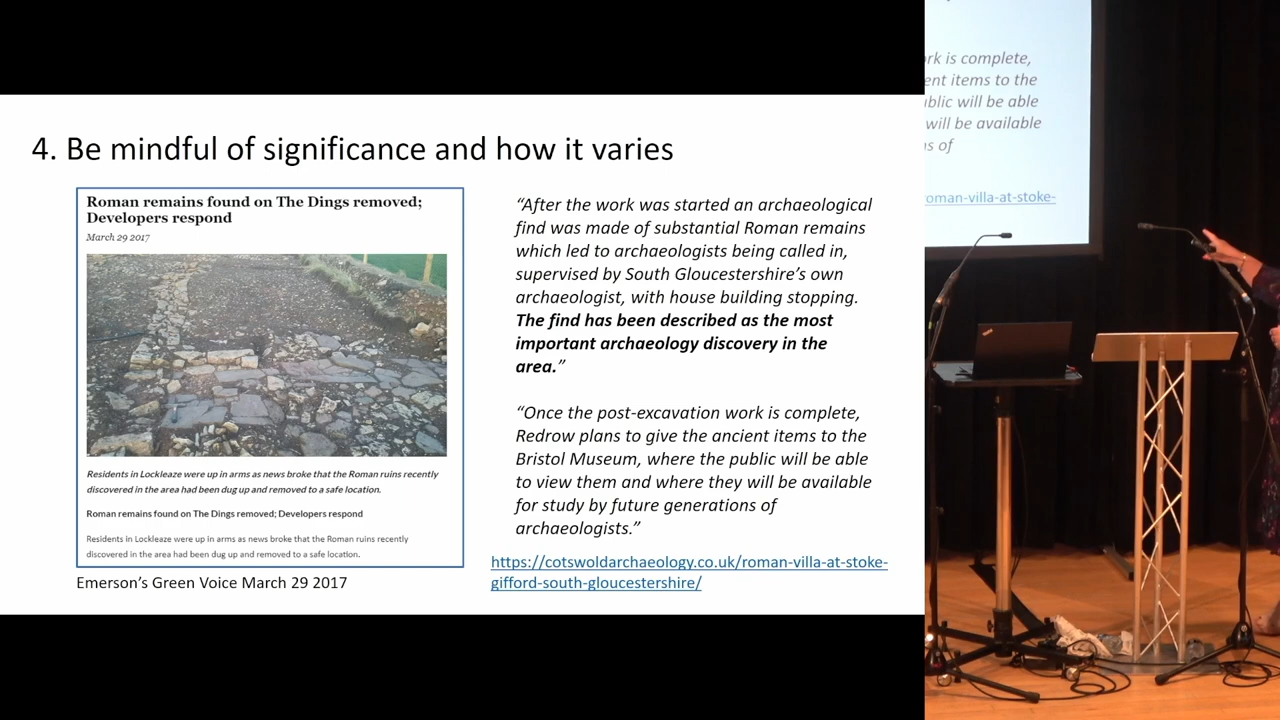 4. Be mindful of significance and how it varies
Roman remains found on The Dings removed;
Developers respond
March 29 2017
Residents in Lockleaze were up in arms as news broke that the Roman ruins recently
discovered in the area had been dug up and removed to a safe location.
Roman remains found on The Dings removed; Developers respond
Residents in Lockleaze were up in arms as news broke that the Roman ruins recently
discovered in the area had been dug up and removed to a safe location.
Emerson’s Green Voice March 29 2017
“After the work was started an archaeological
find was made of substantial Roman remains
which led to archaeologists being called in,
supervised by South Gloucestershire’s own
archaeologist, with house building stopping.
The find has been described as the most
important archaeology discovery in the
area.”
“Once the post-excavation work is complete,
Redrow plans to give the ancient items to the
Bristol Museum, where the public will be able
to view them and where they will be available
for study by future generations of
archaeologists.”
https://cotswoldarchaeology.co.uk/roman-villa-at-stoke-
gifford-south-gloucestershire/
rk is complete,
ent items to the
ublic will be able
will be available
ns of
roman-villa-at-stoke-